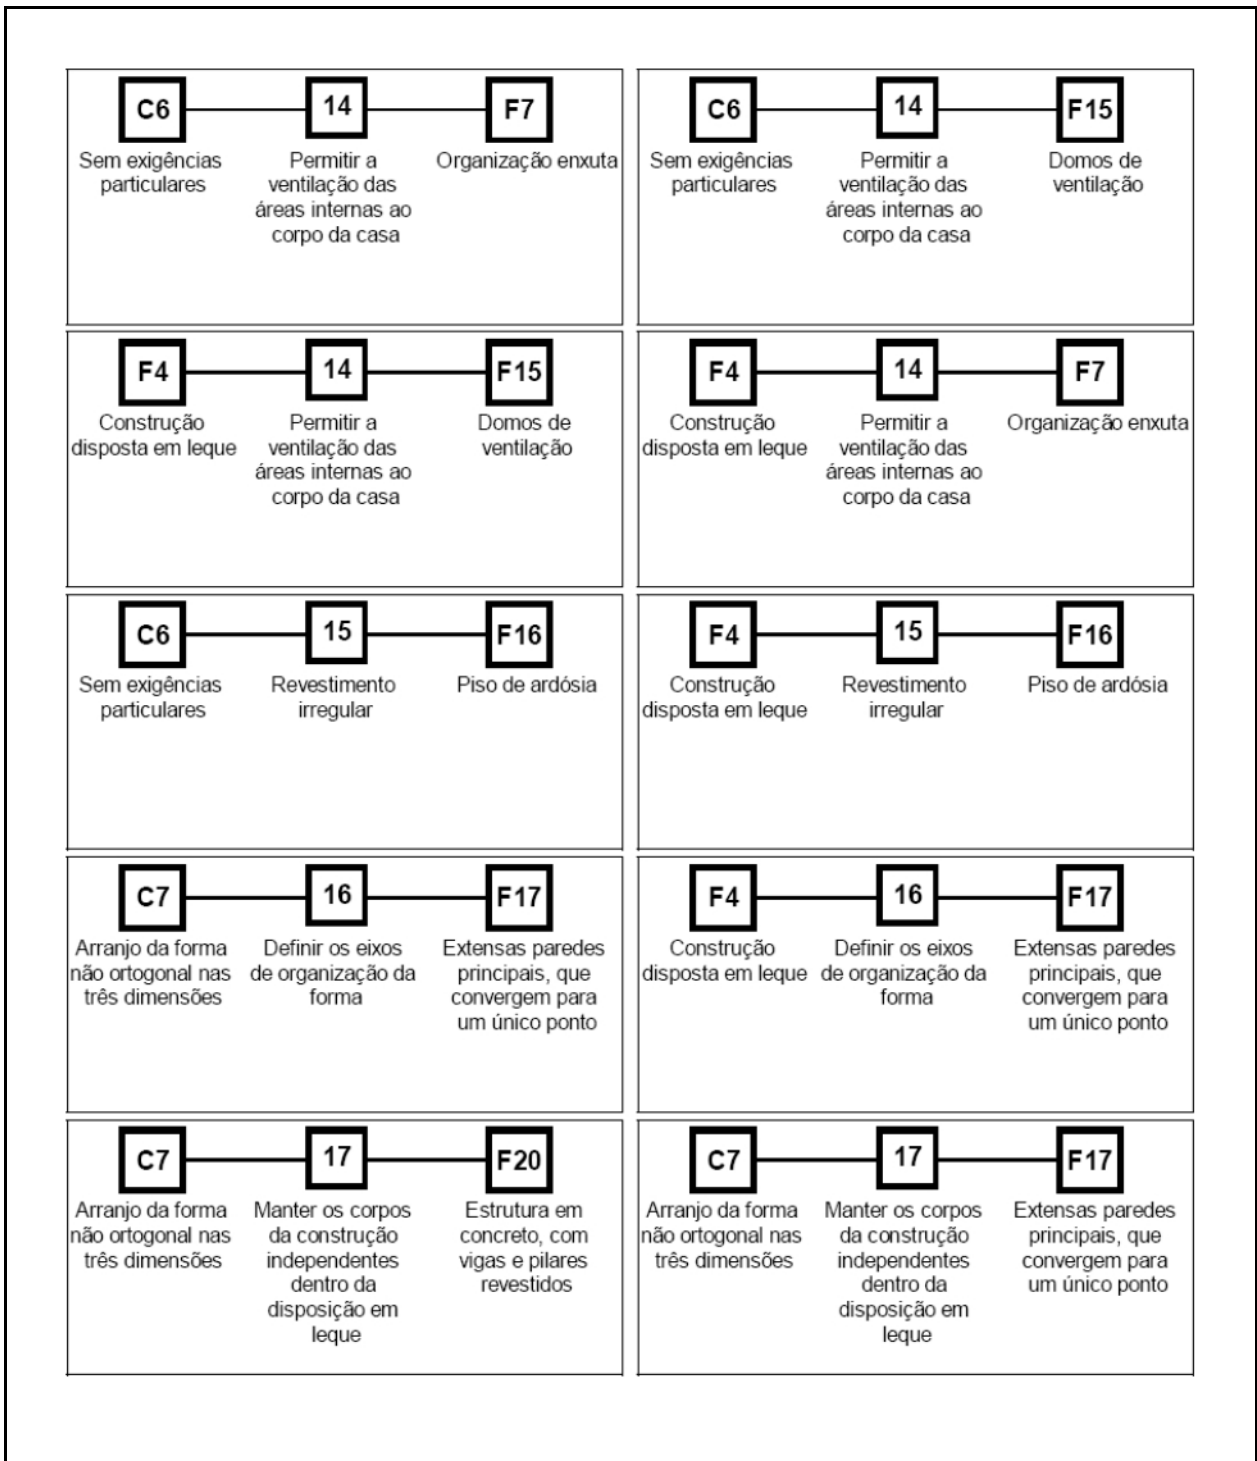 C6 14 F7
Sem exigências
particulares
Permitir a
ventilação das
áreas internas ao
corpo da casa
Organização enxuta
C6 14 F15
Sem exigências
particulares
Permitir a
ventilação das
áreas internas ao
corpo da casa
Domos de
ventilação
F4 14 F15
Construção
disposta em leque
Permitir a
ventilação das
áreas internas ao
corpo da casa
Domos de
ventilação
F4 14 F7
Construção
disposta em leque
Permitir a
ventilação das
áreas internas ao
corpo da casa
Organização enxuta
C6 15 F16
Sem exigências
particulares
Revestimento
irregular
Piso de ardósia
F4 15 F16
Construção
disposta em leque
Revestimento
irregular
Piso de ardósia
C7 16 F17
Arranjo da forma
não ortogonal nas
três dimensões
Definir os eixos
de organização da
forma
Extensas paredes
principais, que
convergem para
um único ponto
F4 16 F17
Construção
disposta em leque
Definir os eixos
de organização da
forma
Extensas paredes
principais, que
convergem para
um único ponto
C7 17 F20
Arranjo da forma
não ortogonal nas
três dimensões
Manter os corpos
da construção
independentes
dentro da
disposição em
leque
Estrutura em
concreto, com
vigas e pilares
revestidos
C7 17 F17
Arranjo da forma
não ortogonal nas
três dimensões
Manter os corpos
da construção
independentes
dentro da
disposição em
leque
Extensas paredes
principais, que
convergem para
um único ponto